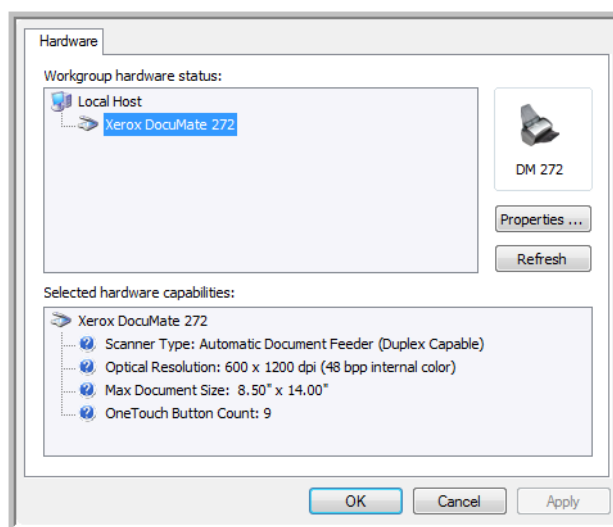 Hardware
Workgroup hardware status:
Local Host
Xerox DocuMate 272
DM 272
Properties ...
Refresh
Selected hardware capabilities:
Xerox DocuMate 272
Scanner Type: Automatic Document Feeder (Duplex Capable)
Optical Resolution: 600 x 1200 dpi (48 bpp internal color)
Max Document Size: 8.50" x 14.00"
OneTouch Button Count: 9
OK Cancel Apply